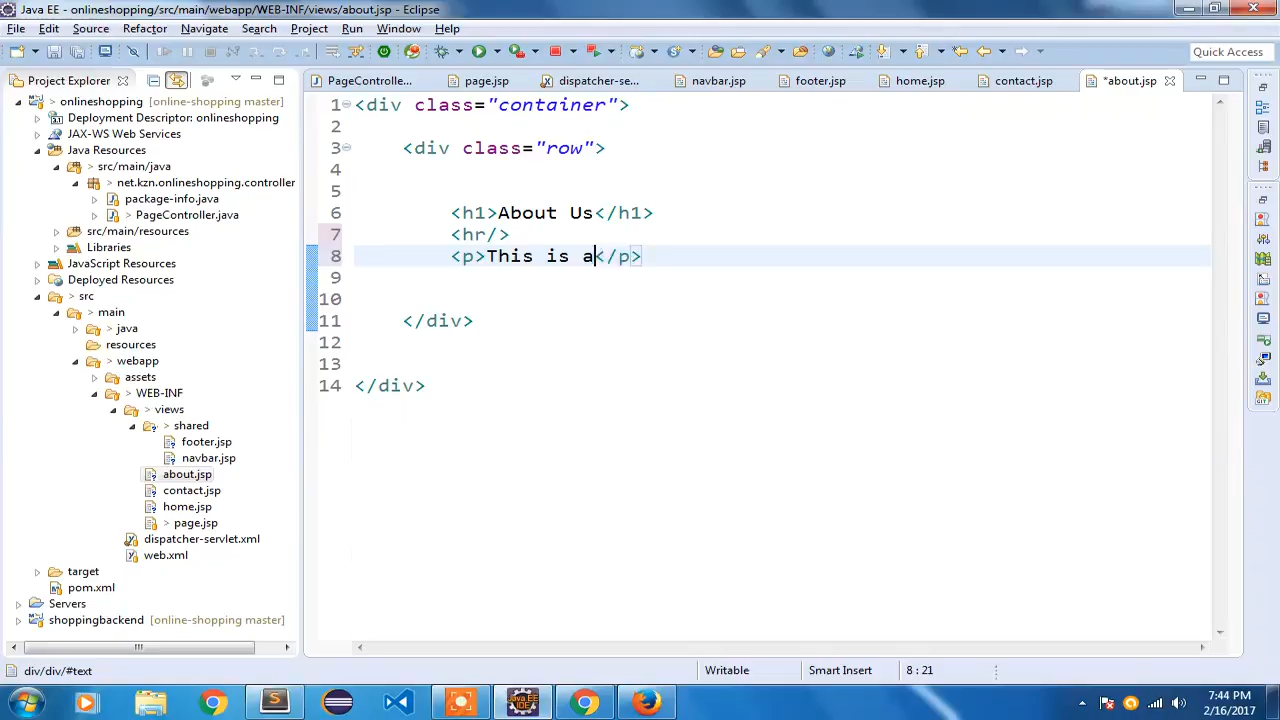 Java EE - onlineshopping/src/main/webapp/WEB-INF/views/about.jsp - Eclipse
File Edit Source Refactor Navigate Search Project Run Window Help
Quick Access
Project Explorer
PageControlle... page.jsp dispatcher-se... navbar.jsp footer.jsp home.jsp contact.jsp *about.jsp
onlineshopping [online-shopping master]
Deployment Descriptor: onlineshopping
JAX-WS Web Services
Java Resources
> src/main/java
> net.kzn.onlineshopping.controller
package-info.java
> PageController.java
src/main/resources
Libraries
JavaScript Resources
Deployed Resources
> src
> main
> java
resources
> webapp
assets
> WEB-INF
> views
> shared
footer.jsp
navbar.jsp
about.jsp
contact.jsp
home.jsp
> page.jsp
dispatcher-servlet.xml
web.xml
target
pom.xml
Servers
shoppingbackend [online-shopping master]
1 <div class="container">
2
3 <div class="row">
4
5
6 <h1>About Us</h1>
7 <hr/>
8 <p>This is a</p>
9
10
11 </div>
12
13
14 </div>
div/div/#text Writable Smart Insert 8 : 21
Java EE IDE
7:44 PM
2/16/2017